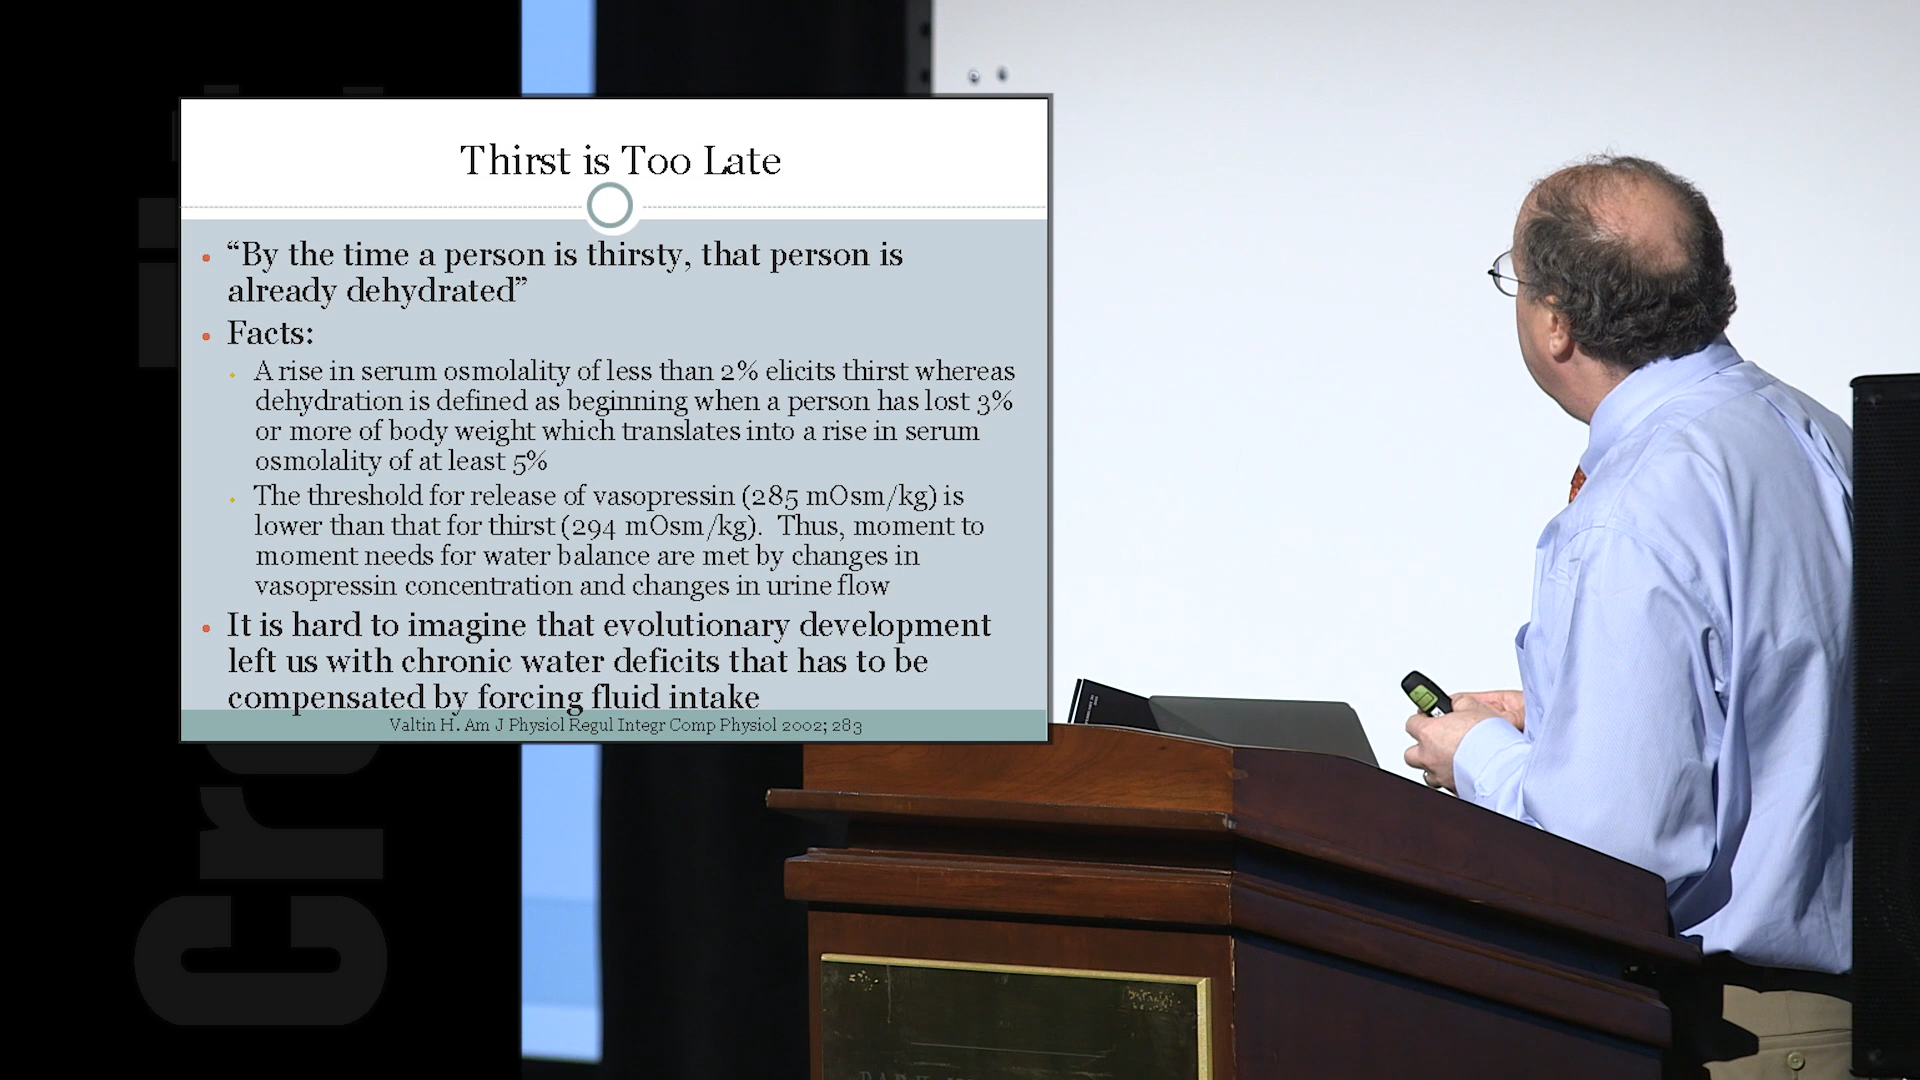 Thirst is Too Late
• “By the time a person is thirsty, that person is
already dehydrated”
• Facts:
• A rise in serum osmolality of less than 2% elicits thirst whereas
dehydration is defined as beginning when a person has lost 3%
or more of body weight which translates into a rise in serum
osmolality of at least 5%
• The threshold for release of vasopressin (285 mOsm/kg) is
lower than that for thirst (294 mOsm/kg).  Thus, moment to
moment needs for water balance are met by changes in
vasopressin concentration and changes in urine flow
• It is hard to imagine that evolutionary development
left us with chronic water deficits that has to be
compensated by forcing fluid intake
Valtin H. Am J Physiol Regul Integr Comp Physiol 2002; 283